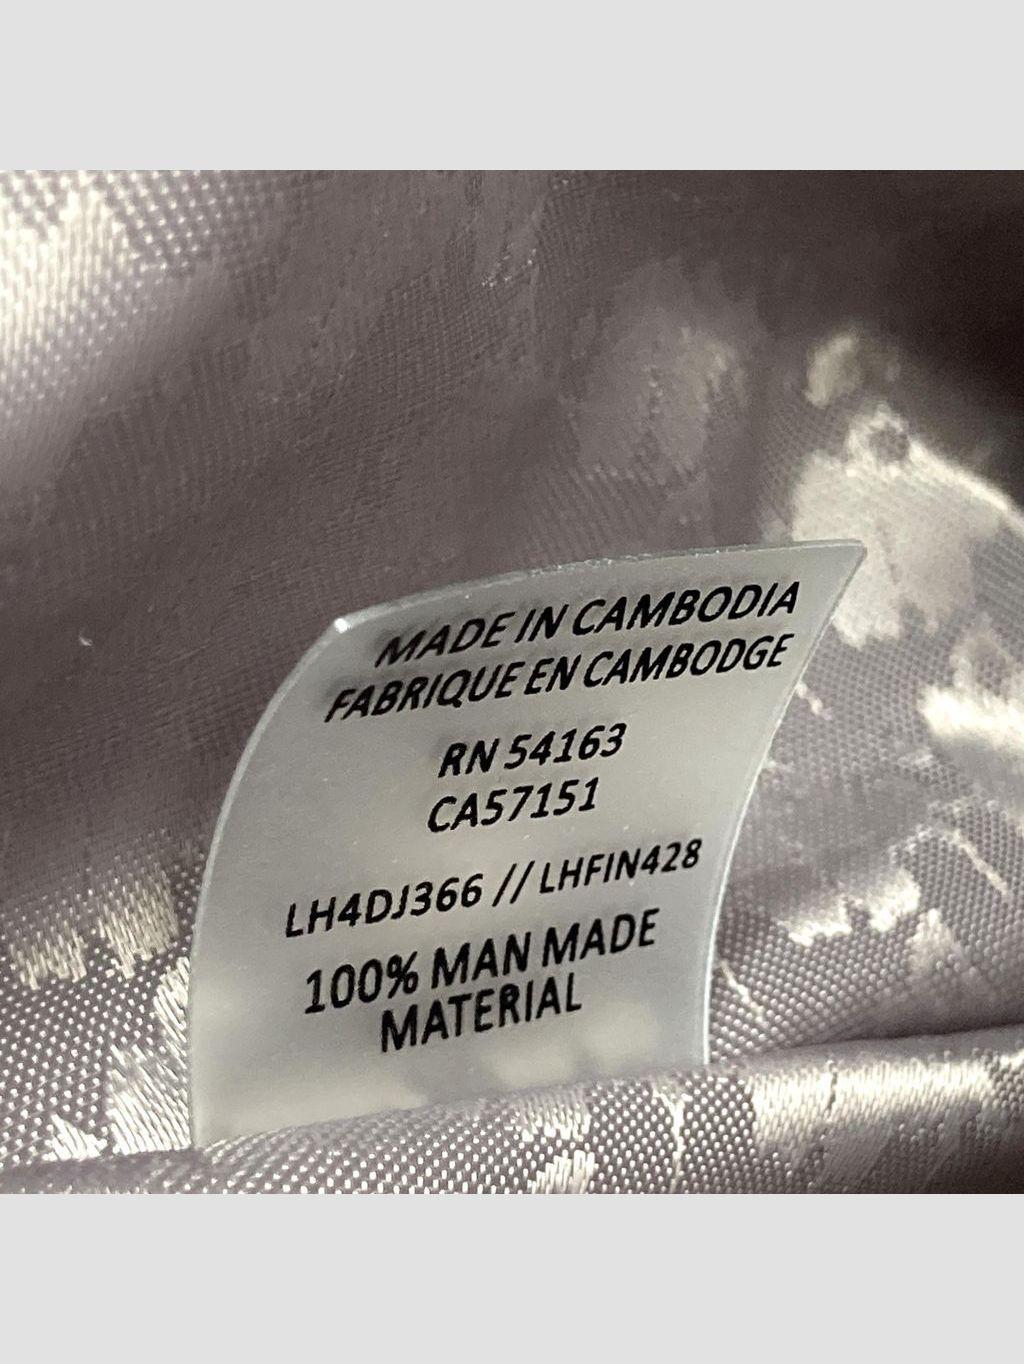 MADE IN CAMBODIA
FABRIQUE EN CAMBODGE
RN 54163
CA57151
LH4DJ366 // LHFIN428
100% MAN MADE
MATERIAL